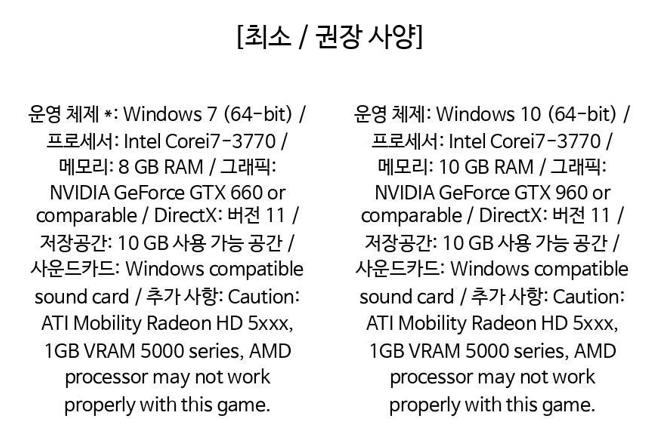 [최소 / 권장 사양]
운영 체제 *: Windows 7 (64-bit) /
프로세서: Intel Corei7-3770 /
메모리: 8 GB RAM / 그래픽:
NVIDIA GeForce GTX 660 or
comparable / DirectX: 버전 11 /
저장공간: 10 GB 사용 가능 공간 /
사운드카드: Windows compatible
sound card / 추가 사항: Caution:
ATI Mobility Radeon HD 5xxx,
1GB VRAM 5000 series, AMD
processor may not work
properly with this game.
운영 체제: Windows 10 (64-bit) /
프로세서: Intel Corei7-3770 /
메모리: 10 GB RAM / 그래픽:
NVIDIA GeForce GTX 960 or
comparable / DirectX: 버전 11 /
저장공간: 10 GB 사용 가능 공간 /
사운드카드: Windows compatible
sound card / 추가 사항: Caution:
ATI Mobility Radeon HD 5xxx,
1GB VRAM 5000 series, AMD
processor may not work
properly with this game.